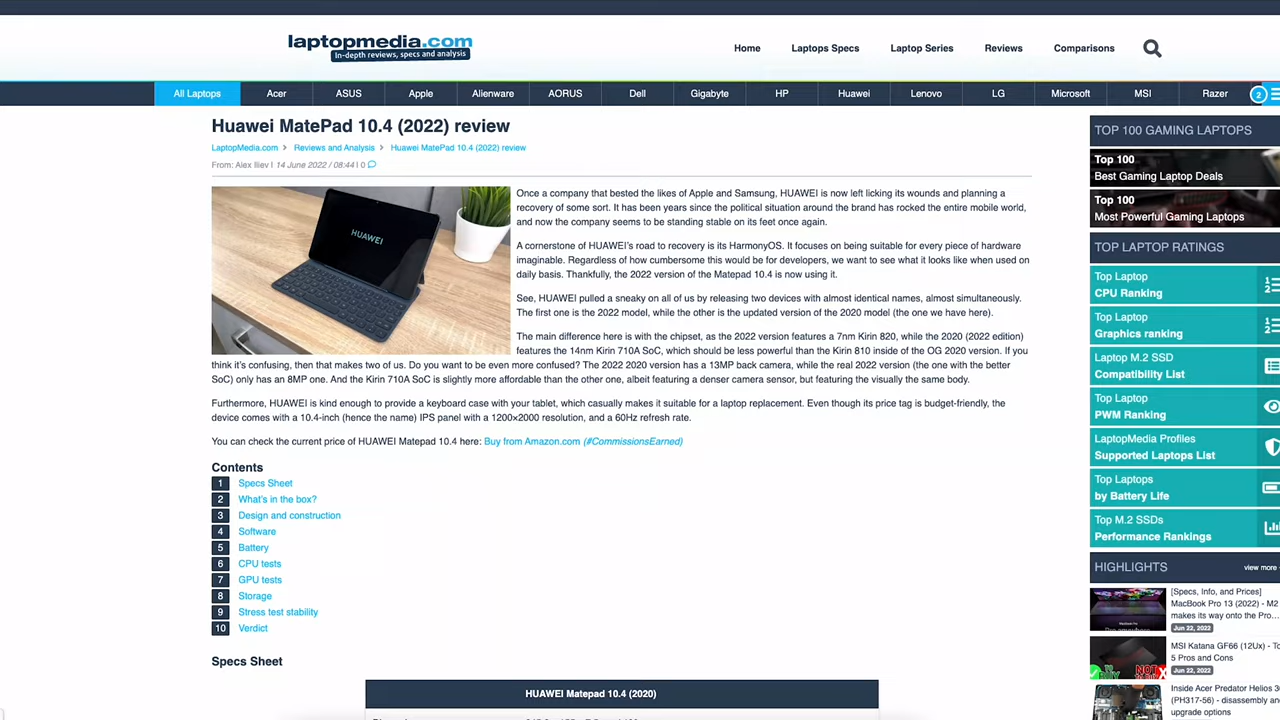 laptopmedia.com
In-depth reviews, specs and analysis
Home
Laptops Specs
Laptop Series
Reviews
Comparisons
All Laptops
Acer
ASUS
Apple
Alienware
AORUS
Dell
Gigabyte
HP
Huawei
Lenovo
LG
Microsoft
MSI
Razer
2
Huawei MatePad 10.4 (2022) review
LaptopMedia.com > Reviews and Analysis > Huawei MatePad 10.4 (2022) review
From: Alex Iliev | 14 June 2022 / 08:44 | 0
HUAWEI
Once a company that bested the likes of Apple and Samsung, HUAWEI is now left licking its wounds and planning a
recovery of some sort. It has been years since the political situation around the brand has rocked the entire mobile world,
and now the company seems to be standing stable on its feet once again.
A cornerstone of HUAWEI's road to recovery is its HarmonyOS. It focuses on being suitable for every piece of hardware
imaginable. Regardless of how cumbersome this would be for developers, we want to see what it looks like when used on
daily basis. Thankfully, the 2022 version of the Matepad 10.4 is now using it.
See, HUAWEI pulled a sneaky on all of us by releasing two devices with almost identical names, almost simultaneously.
The first one is the 2022 model, while the other is the updated version of the 2020 model (the one we have here).
The main difference here is with the chipset, as the 2022 version features a 7nm Kirin 820, while the 2020 (2022 edition)
features the 14nm Kirin 710A SoC, which should be less powerful than the Kirin 810 inside of the OG 2020 version. If you
think it's confusing, then that makes two of us. Do you want to be even more confused? The 2022 2020 version has a 13MP back camera, while the real 2022 version (the one with the better
SoC) only has an 8MP one. And the Kirin 710A SoC is slightly more affordable than the other one, albeit featuring a denser camera sensor, but featuring the visually the same body.
Furthermore, HUAWEI is kind enough to provide a keyboard case with your tablet, which casually makes it suitable for a laptop replacement. Even though its price tag is budget-friendly, the
device comes with a 10.4-inch (hence the name) IPS panel with a 1200×2000 resolution, and a 60Hz refresh rate.
You can check the current price of HUAWEI Matepad 10.4 here: Buy from Amazon.com (#CommissionsEarned)
Contents
1 Specs Sheet
2 What's in the box?
3 Design and construction
4 Software
5 Battery
6 CPU tests
7 GPU tests
8 Storage
9 Stress test stability
10 Verdict
Specs Sheet
HUAWEI Matepad 10.4 (2020)
TOP 100 GAMING LAPTOPS
Top 100
Best Gaming Laptop Deals
Top 100
Most Powerful Gaming Laptops
TOP LAPTOP RATINGS
Top Laptop
CPU Ranking
Top Laptop
Graphics ranking
Laptop M.2 SSD
Compatibility List
Top Laptop
PWM Ranking
LaptopMedia Profiles
Supported Laptops List
Top Laptops
by Battery Life
Top M.2 SSDs
Performance Rankings
HIGHLIGHTS
view more
[Specs, Info, and Prices]
MacBook Pro 13 (2022) - M2
makes its way onto the Pro...
Jun 22, 2022
MSI Katana GF66 (12Ux) - To
5 Pros and Cons
Jun 22, 2022
Inside Acer Predator Helios 3
(PH317-56) - disassembly an
upgrade options